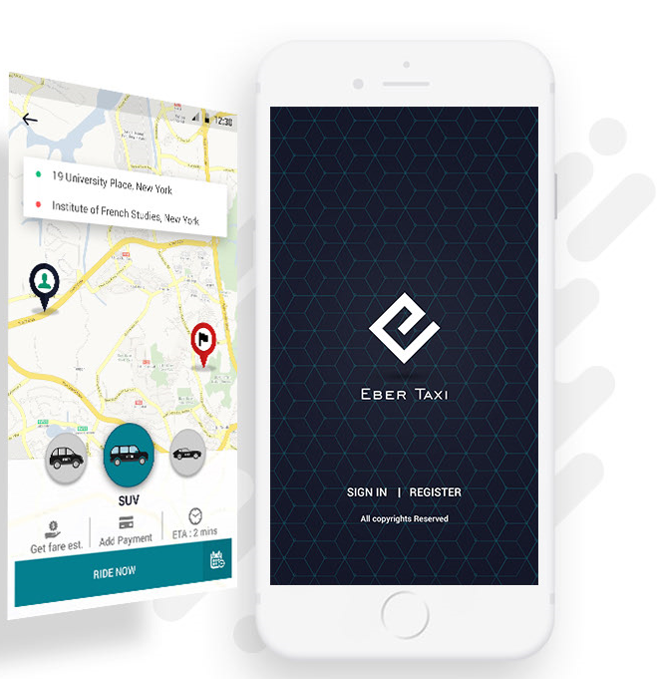 12:38
19 University Place, New York
Institute of French Studies, New York
SUV
Get fare est.
Add Payment
ETA : 2 mins
RIDE NOW
EBER TAXI
SIGN IN | REGISTER
All copyrights Reserved